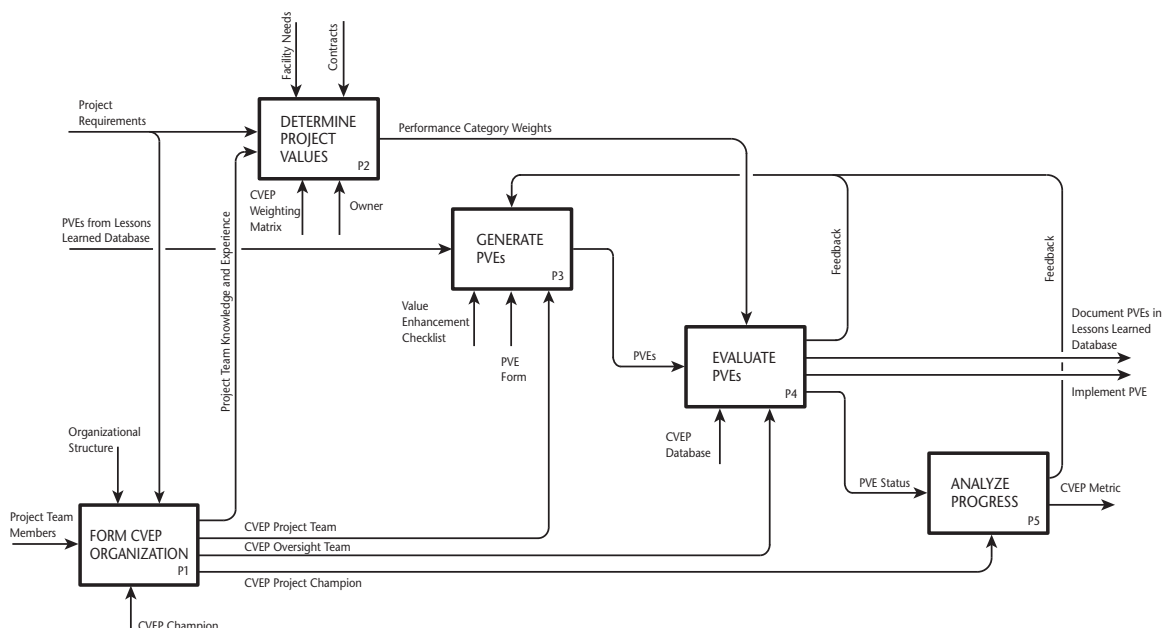 Facility Needs
Contracts
Project
Requirements
DETERMINE
PROJECT
VALUES
P2
Performance Category Weights
CVEP
Weighting
Matrix
Owner
PVEs from Lessons
Learned Database
Project Team Knowledge and Experience
GENERATE
PVEs
P3
Feedback
Feedback
Value
Enhancement
Checklist
PVE
Form
PVEs
EVALUATE
PVEs
P4
Document PVEs in
Lessons Learned
Database
Implement PVE
CVEP
Database
Organizational
Structure
PVE Status
ANALYZE
PROGRESS
P5
CVEP Metric
Project Team
Members
FORM CVEP
ORGANIZATION
P1
CVEP Project Team
CVEP Oversight Team
CVEP Project Champion
CVEP Champion